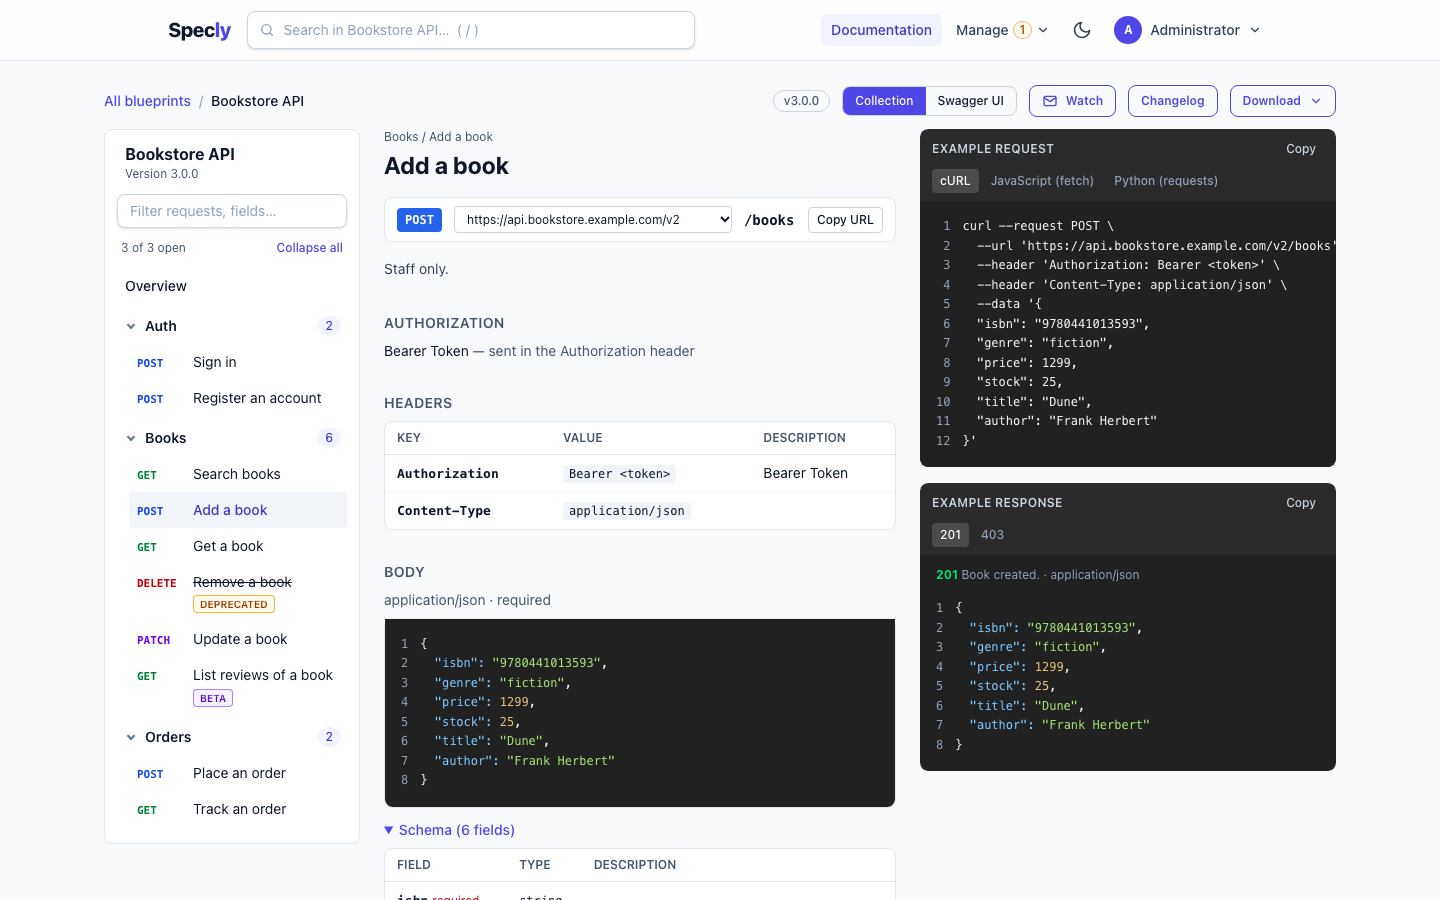 Specly
Search in Bookstore API... ( / )
Documentation
Manage 1
A Administrator
All blueprints / Bookstore API
v3.0.0
Collection
Swagger UI
Watch
Changelog
Download
Bookstore API
Version 3.0.0
Filter requests, fields...
3 of 3 open
Collapse all
Overview
Auth 2
POST Sign in
POST Register an account
Books 6
GET Search books
POST Add a book
GET Get a book
DELETE Remove a book
DEPRECATED
PATCH Update a book
GET List reviews of a book
BETA
Orders 2
POST Place an order
GET Track an order
Books / Add a book
Add a book
POST https://api.bookstore.example.com/v2 /books Copy URL
Staff only.
AUTHORIZATION
Bearer Token — sent in the Authorization header
HEADERS
KEY VALUE DESCRIPTION
Authorization Bearer <token> Bearer Token
Content-Type application/json
BODY
application/json · required
1 {
2 "isbn": "9780441013593",
3 "genre": "fiction",
4 "price": 1299,
5 "stock": 25,
6 "title": "Dune",
7 "author": "Frank Herbert"
8 }
▼ Schema (6 fields)
FIELD TYPE DESCRIPTION
isbn required string
EXAMPLE REQUEST Copy
cURL JavaScript (fetch) Python (requests)
1 curl --request POST \
2 --url 'https://api.bookstore.example.com/v2/books'
3 --header 'Authorization: Bearer <token>' \
4 --header 'Content-Type: application/json' \
5 --data '{
6 "isbn": "9780441013593",
7 "genre": "fiction",
8 "price": 1299,
9 "stock": 25,
10 "title": "Dune",
11 "author": "Frank Herbert"
12 }'
EXAMPLE RESPONSE Copy
201 403
201 Book created. · application/json
1 {
2 "isbn": "9780441013593",
3 "genre": "fiction",
4 "price": 1299,
5 "stock": 25,
6 "title": "Dune",
7 "author": "Frank Herbert"
8 }